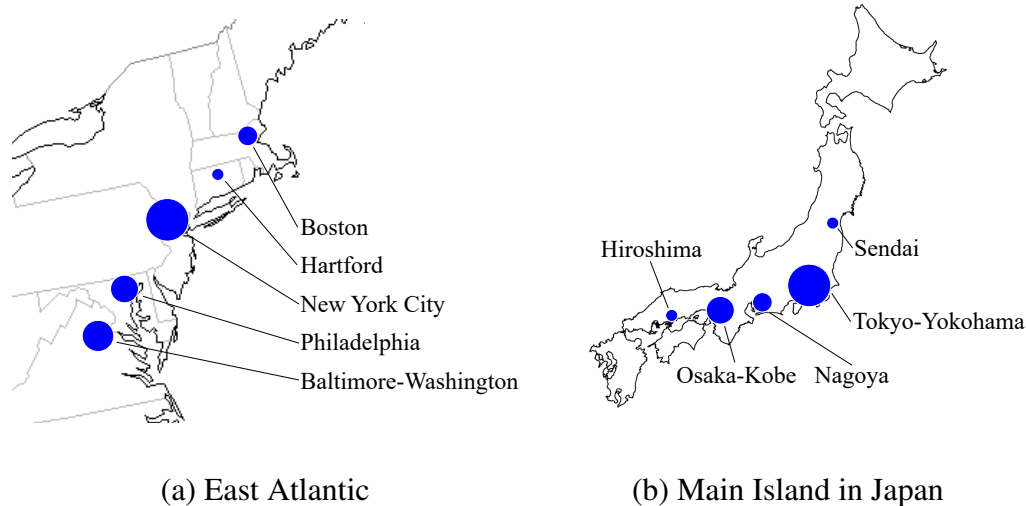 Boston
Hartford
New York City
Philadelphia
Baltimore-Washington
(a) East Atlantic
Hiroshima
Sendai
Tokyo-Yokohama
Osaka-Kobe
Nagoya
(b) Main Island in Japan